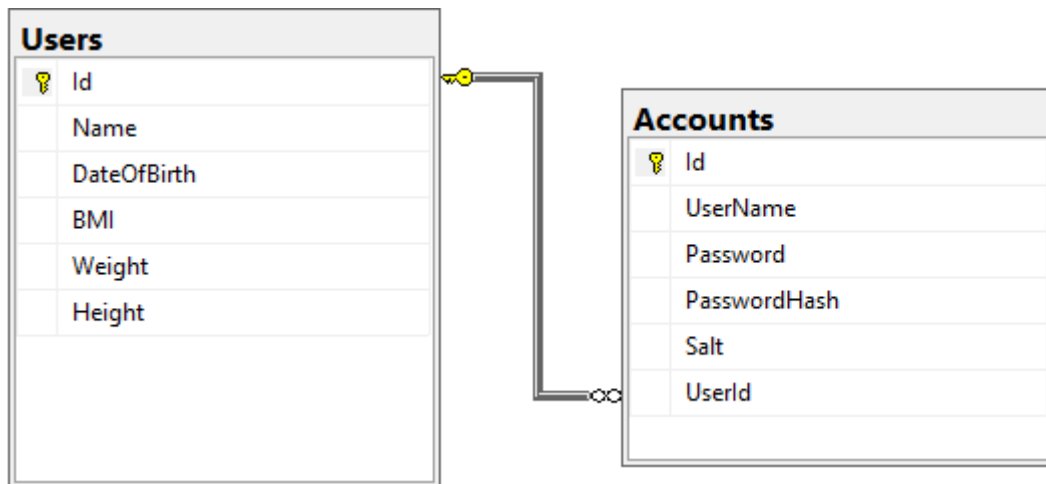 Users
Id
Name
DateOfBirth
BMI
Weight
Height
Accounts
Id
UserName
Password
PasswordHash
Salt
UserId